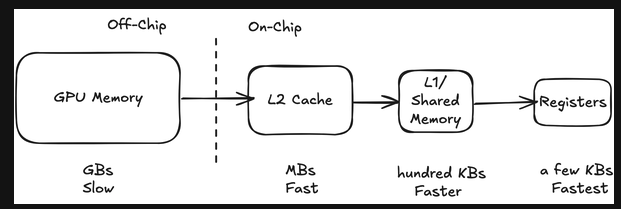 Off-Chip
On-Chip
GPU Memory
L2 Cache
L1/
Shared
Memory
Registers
GBs
Slow
MBs
Fast
hundred KBs
Faster
a few KBs
Fastest